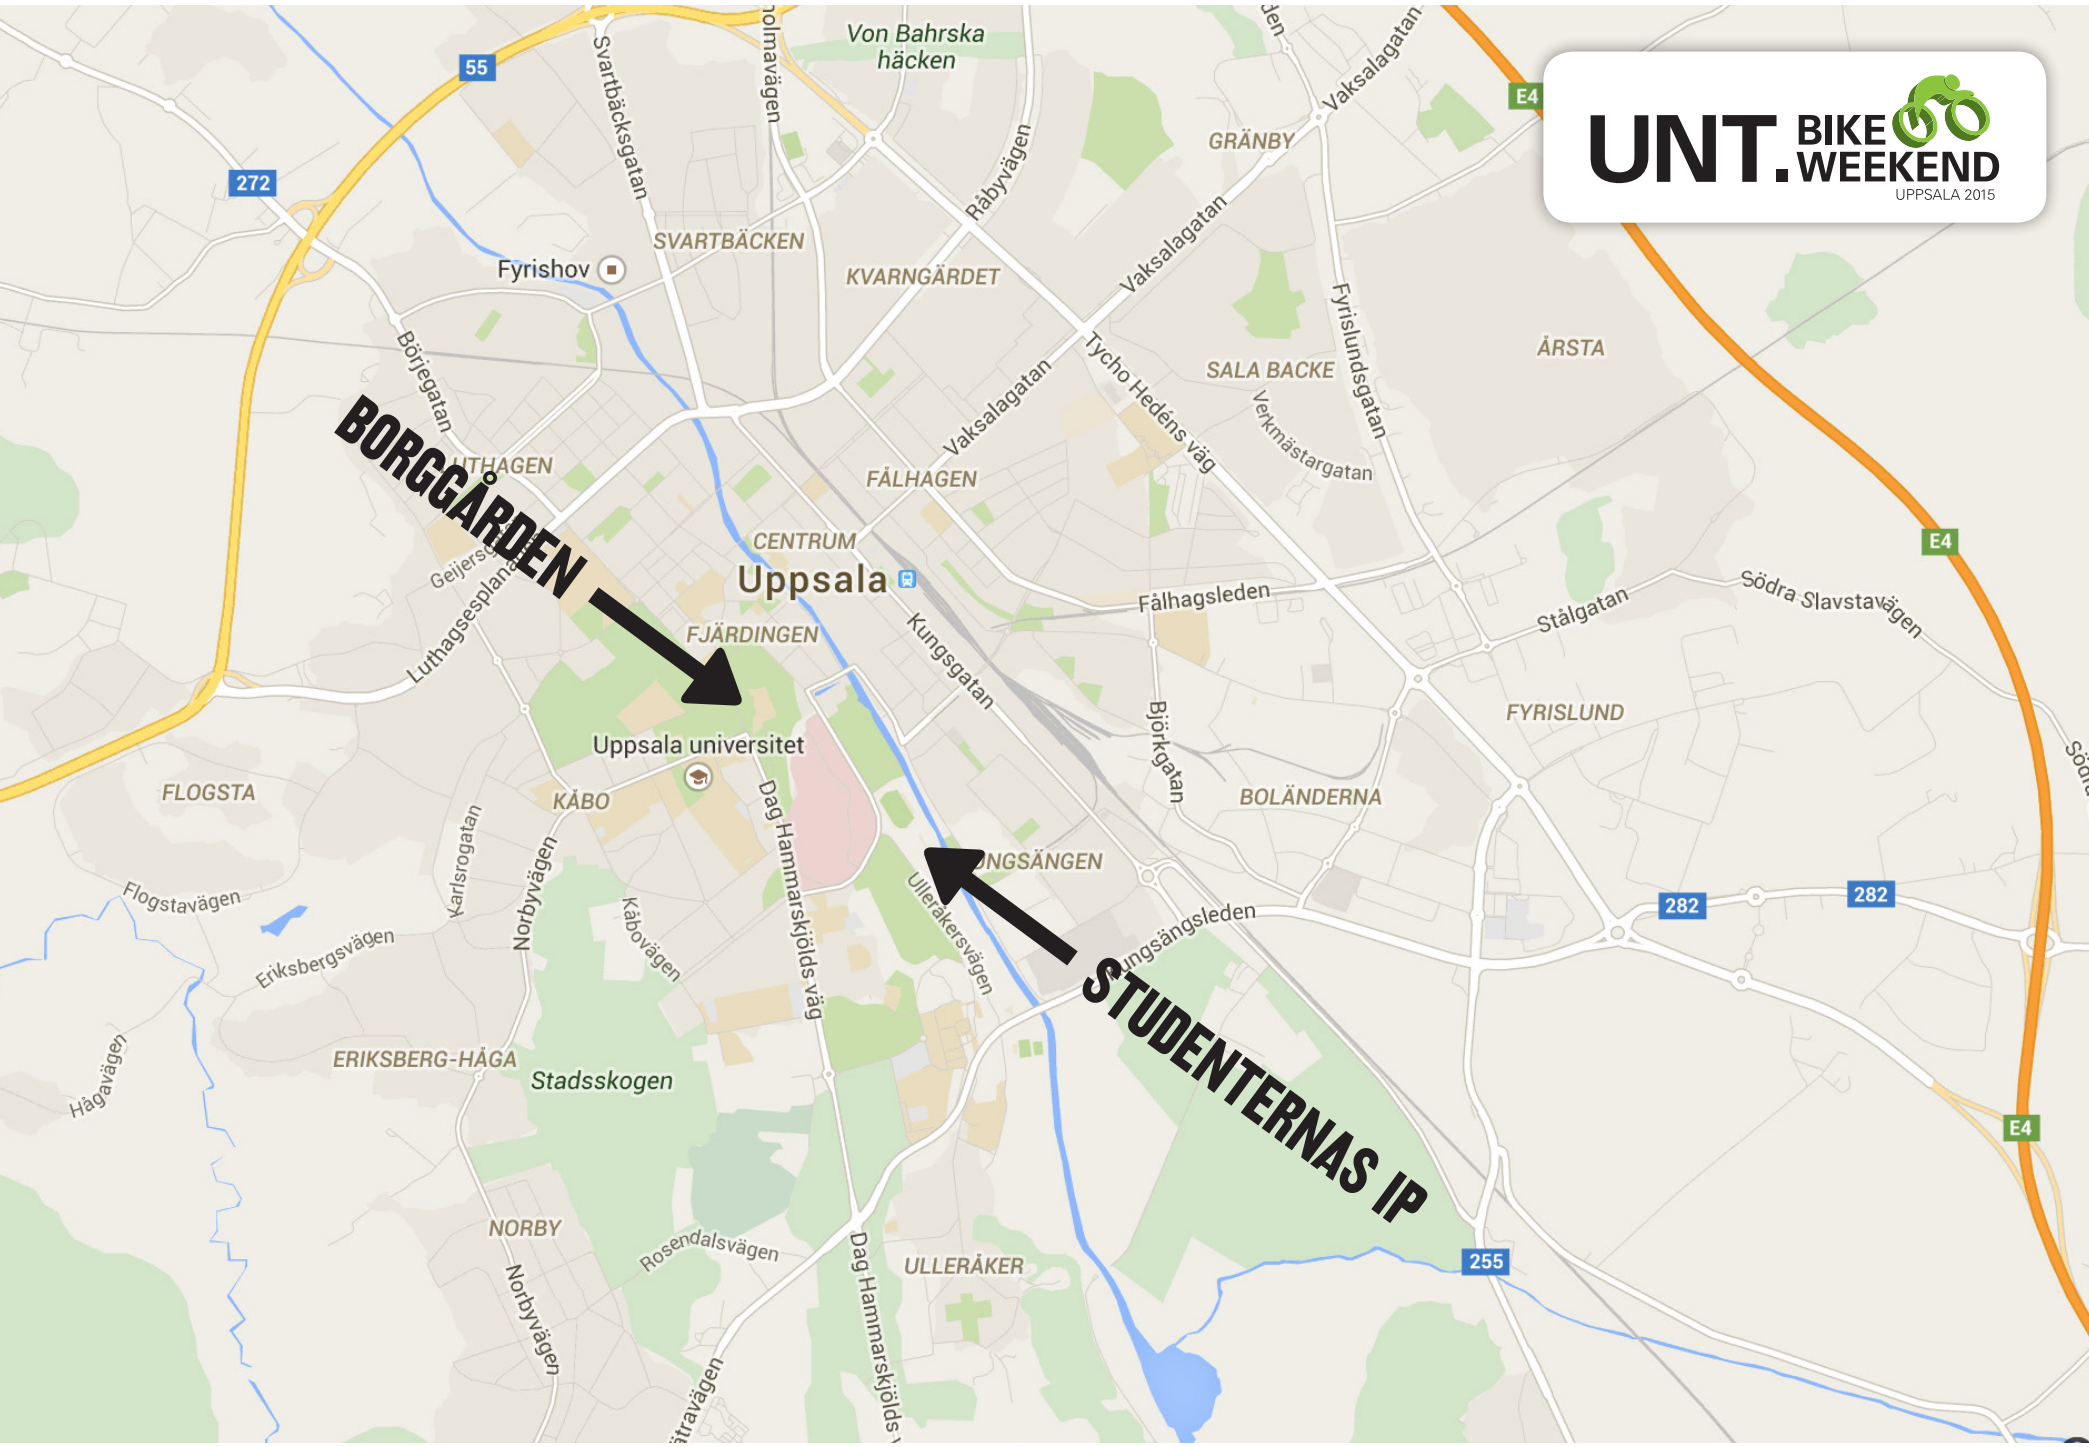 Von Bahrska
häcken
55
Svartbäcksgatan
Vaksalagatan
E4
UNT. BIKE
WEEKEND
UPPSALA 2015
GRÄNBY
272
Råbyvägen
SVARTBÄCKEN
Vaksalagatan
Fyrishov
KVARNGÄRDET
Fyrislundsgatan
Börjegatan
Tycho Hedéns väg
ÅRSTA
SALA BACKE
Vaksalagatan
Verkmästargatan
BORGGÅRDEN
FÅLHAGEN
CENTRUM
Uppsala
E4
Fålhagsleden
Stålgatan
Södra Slavstavägen
Luthagsesplanaden
FJÄRDINGEN
Kungsgatan
Björkgatan
FYRISLUND
Uppsala universitet
FLOGSTA
KÅBO
Dag Hammarskjölds väg
BOLÄNDERNA
Karlsrogatan
Norbyvägen
Flogstavägen
Ulleråkersvägen
282
282
Kåbovägen
Eriksbergsvägen
Kungsängsleden
STUDENTERNAS IP
ERIKSBERG-HÅGA
Stadsskogen
Hågavägen
E4
NORBY
Rosendalsvägen
Norbyvägen
ULLERÅKER
Dag Hammarskjölds
255